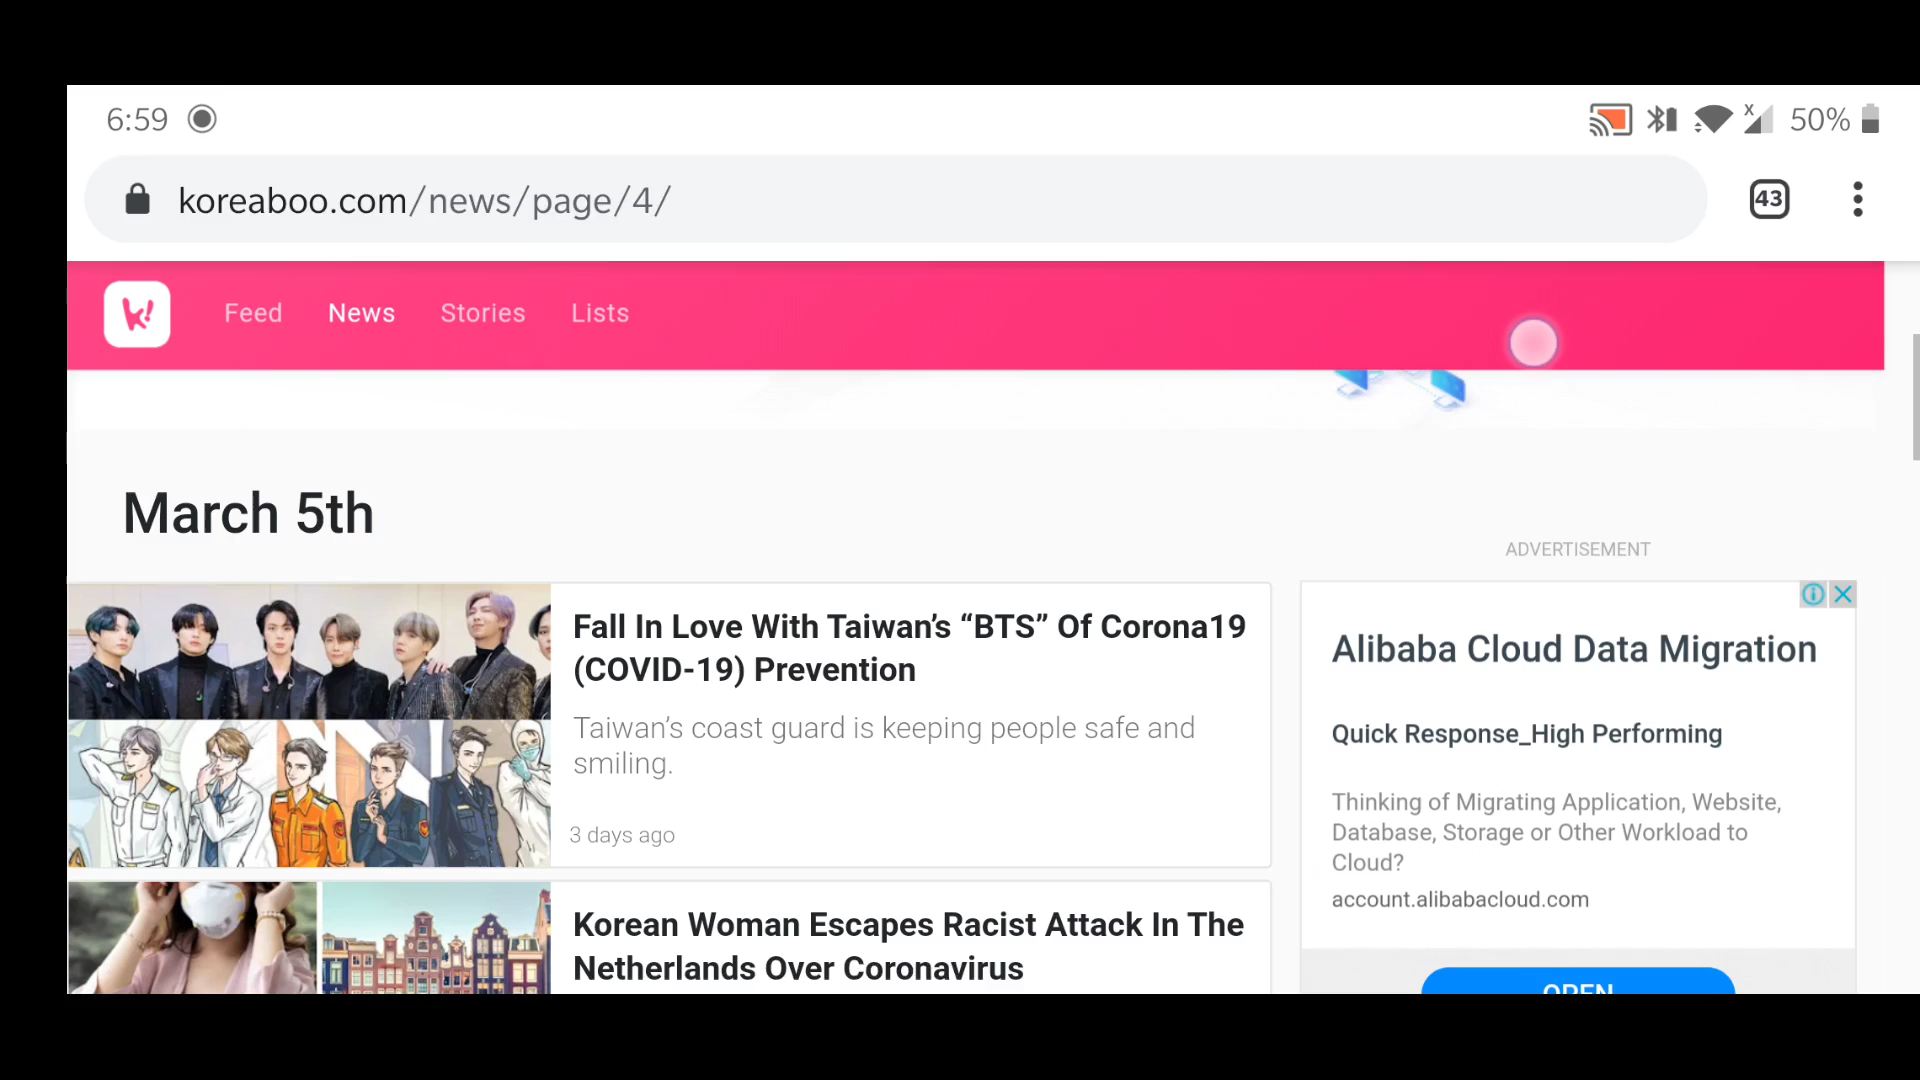 6:59
50%
koreaboo.com/news/page/4/
43
k!
Feed
News
Stories
Lists
March 5th
ADVERTISEMENT
Fall In Love With Taiwan’s “BTS” Of Corona19
(COVID-19) Prevention
Taiwan’s coast guard is keeping people safe and
smiling.
3 days ago
Korean Woman Escapes Racist Attack In The
Netherlands Over Coronavirus
Alibaba Cloud Data Migration
Quick Response_High Performing
Thinking of Migrating Application, Website,
Database, Storage or Other Workload to
Cloud?
account.alibabacloud.com
OPEN